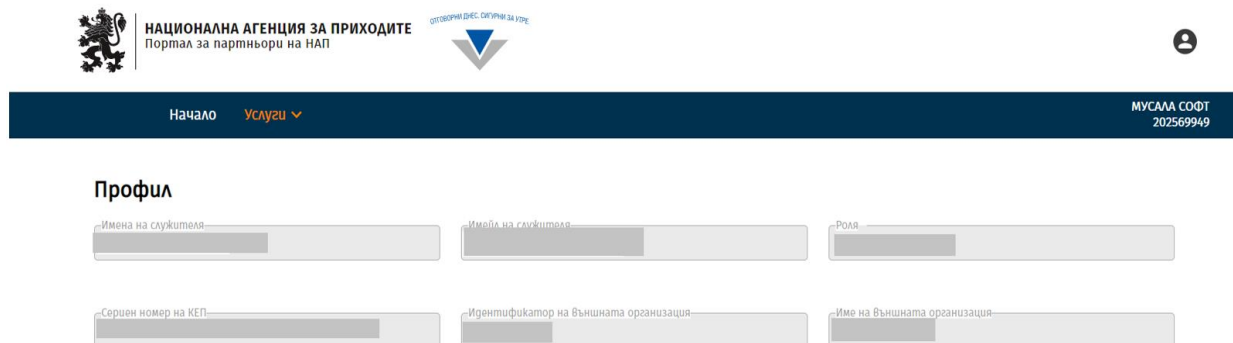 НАЦИОНАЛНА АГЕНЦИЯ ЗА ПРИХОДИТЕ
Портал за партньори на НАП
ОТГОВОРНИ ДНЕС, СИГУРНИ ЗА УТРЕ
Начало Услуги
МУСАЛА СОФТ
202569949
Профил
Имена на служителя Имейл на служителя Роля
Сериен номер на КЕП Идентификатор на външната организация Име на външната организация